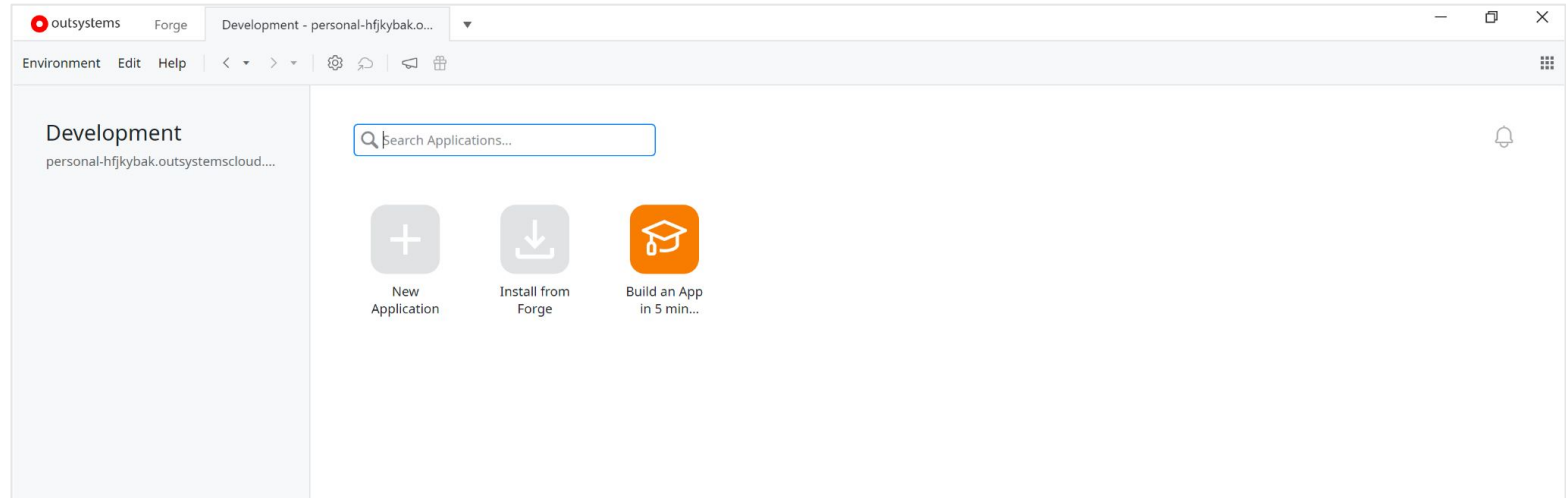 outsystems
Forge
Development - personal-hfjkybak.o...
Environment Edit Help
Development
personal-hfjkybak.outsystemscloud....
Search Applications...
New
Application
Install from
Forge
Build an App
in 5 min...